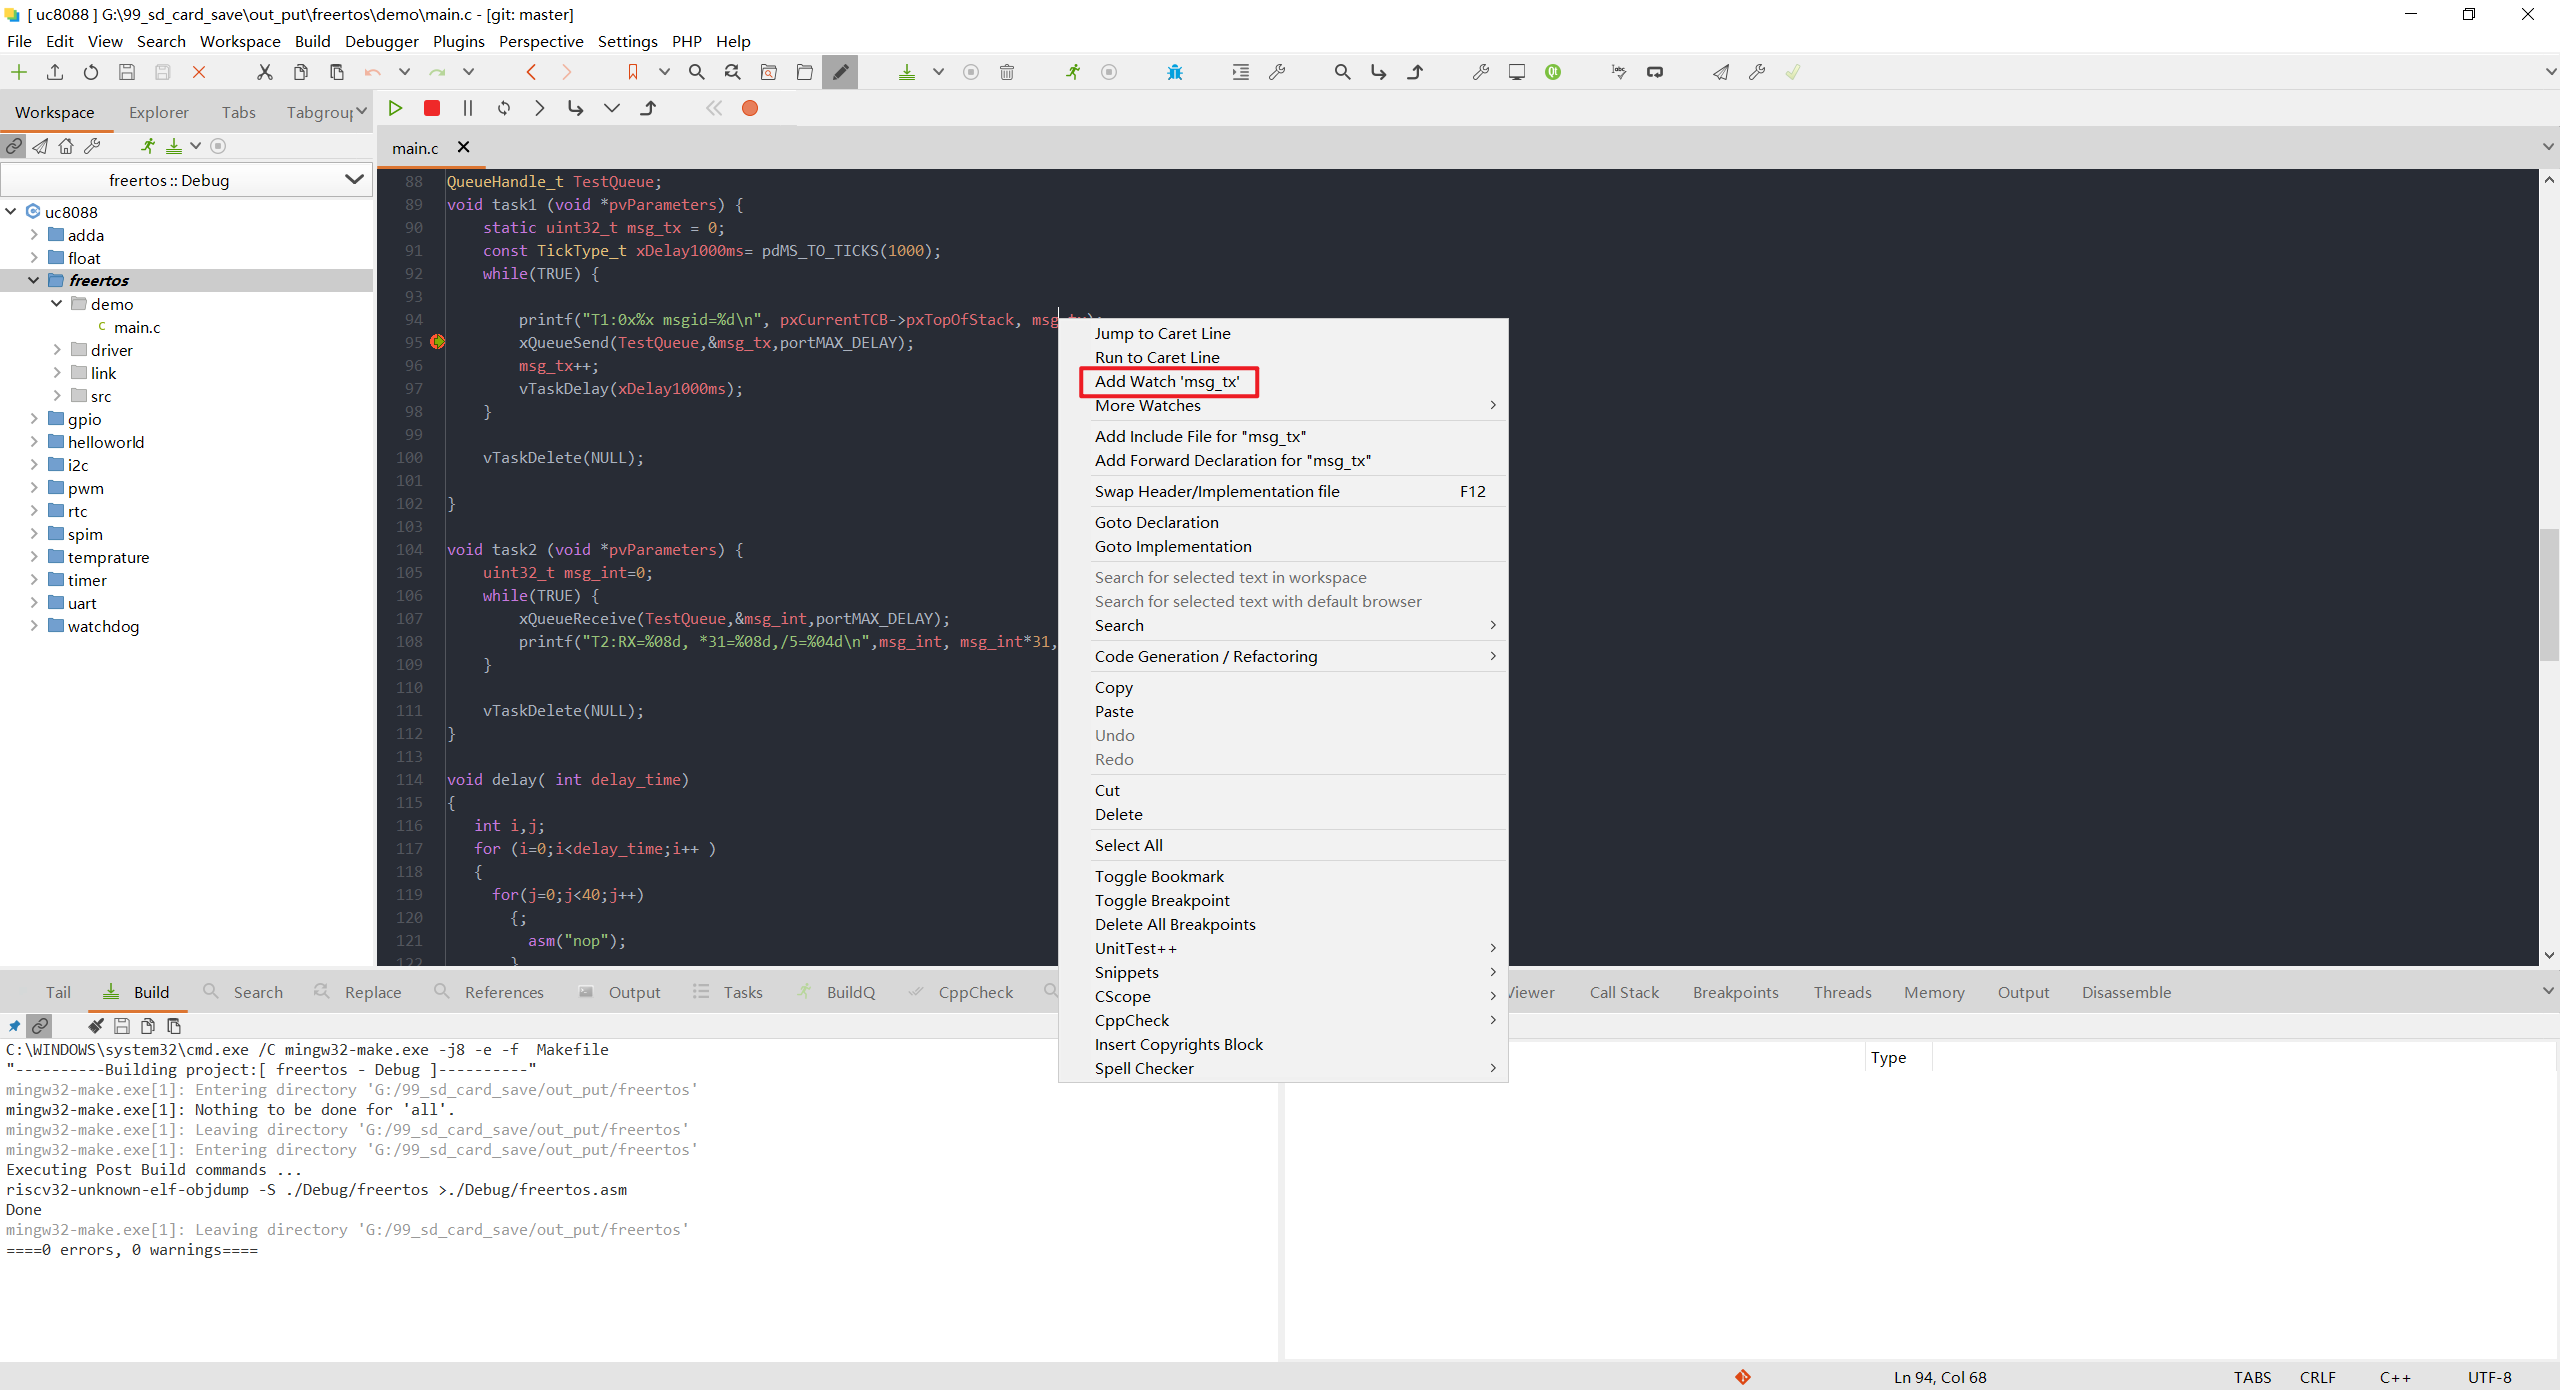 [ uc8088 ] G:\99_sd_card_save\out_put\freertos\demo\main.c - [git: master]
File Edit View Search Workspace Build Debugger Plugins Perspective Settings PHP Help
Workspace Explorer Tabs
freertos :: Debug
uc8088
adda
float
freertos
demo
main.c
driver
link
src
gpio
helloworld
i2c
pwm
rtc
spim
temprature
timer
uart
watchdog
main.c
88 QueueHandle_t TestQueue;
89 void task1 (void *pvParameters) {
90 static uint32_t msg_tx = 0;
91 const TickType_t xDelay1000ms= pdMS_TO_TICKS(1000);
92 while(TRUE) {
93
94 printf("T1:0x%x msgid=%d\n", pxCurrentTCB->pxTopOfStack, msg_tx);
95 xQueueSend(TestQueue,&msg_tx,portMAX_DELAY);
96 msg_tx++;
97 vTaskDelay(xDelay1000ms);
98 }
99
100 vTaskDelete(NULL);
101
102 }
103
104 void task2 (void *pvParameters) {
105 uint32_t msg_int=0;
106 while(TRUE) {
107 xQueueReceive(TestQueue,&msg_int,portMAX_DELAY);
108 printf("T2:RX=%08d, *31=%08d,/5=%04d\n",msg_int, msg_int*31,
109 }
110
111 vTaskDelete(NULL);
112 }
113
114 void delay( int delay_time)
115 {
116 int i,j;
117 for (i=0;i<delay_time;i++ )
118 {
119 for(j=0;j<40;j++)
120 {;
121 asm("nop");
122 }
Jump to Caret Line
Run to Caret Line
Add Watch 'msg_tx'
More Watches
Add Include File for "msg_tx"
Add Forward Declaration for "msg_tx"
Swap Header/Implementation file F12
Goto Declaration
Goto Implementation
Search for selected text in workspace
Search for selected text with default browser
Search
Code Generation / Refactoring
Copy
Paste
Undo
Redo
Cut
Delete
Select All
Toggle Bookmark
Toggle Breakpoint
Delete All Breakpoints
UnitTest++
Snippets
CScope
CppCheck
Insert Copyrights Block
Spell Checker
Tail Build Search Replace References Output Tasks BuildQ CppCheck
Viewer Call Stack Breakpoints Threads Memory Output Disassemble
Type
C:\WINDOWS\system32\cmd.exe /C mingw32-make.exe -j8 -e -f Makefile
"----------Building project:[ freertos - Debug ]----------"
mingw32-make.exe[1]: Entering directory 'G:/99_sd_card_save/out_put/freertos'
mingw32-make.exe[1]: Nothing to be done for 'all'.
mingw32-make.exe[1]: Leaving directory 'G:/99_sd_card_save/out_put/freertos'
mingw32-make.exe[1]: Entering directory 'G:/99_sd_card_save/out_put/freertos'
Executing Post Build commands ...
riscv32-unknown-elf-objdump -S ./Debug/freertos >./Debug/freertos.asm
Done
mingw32-make.exe[1]: Leaving directory 'G:/99_sd_card_save/out_put/freertos'
====0 errors, 0 warnings====
Ln 94, Col 68 TABS CRLF C++ UTF-8